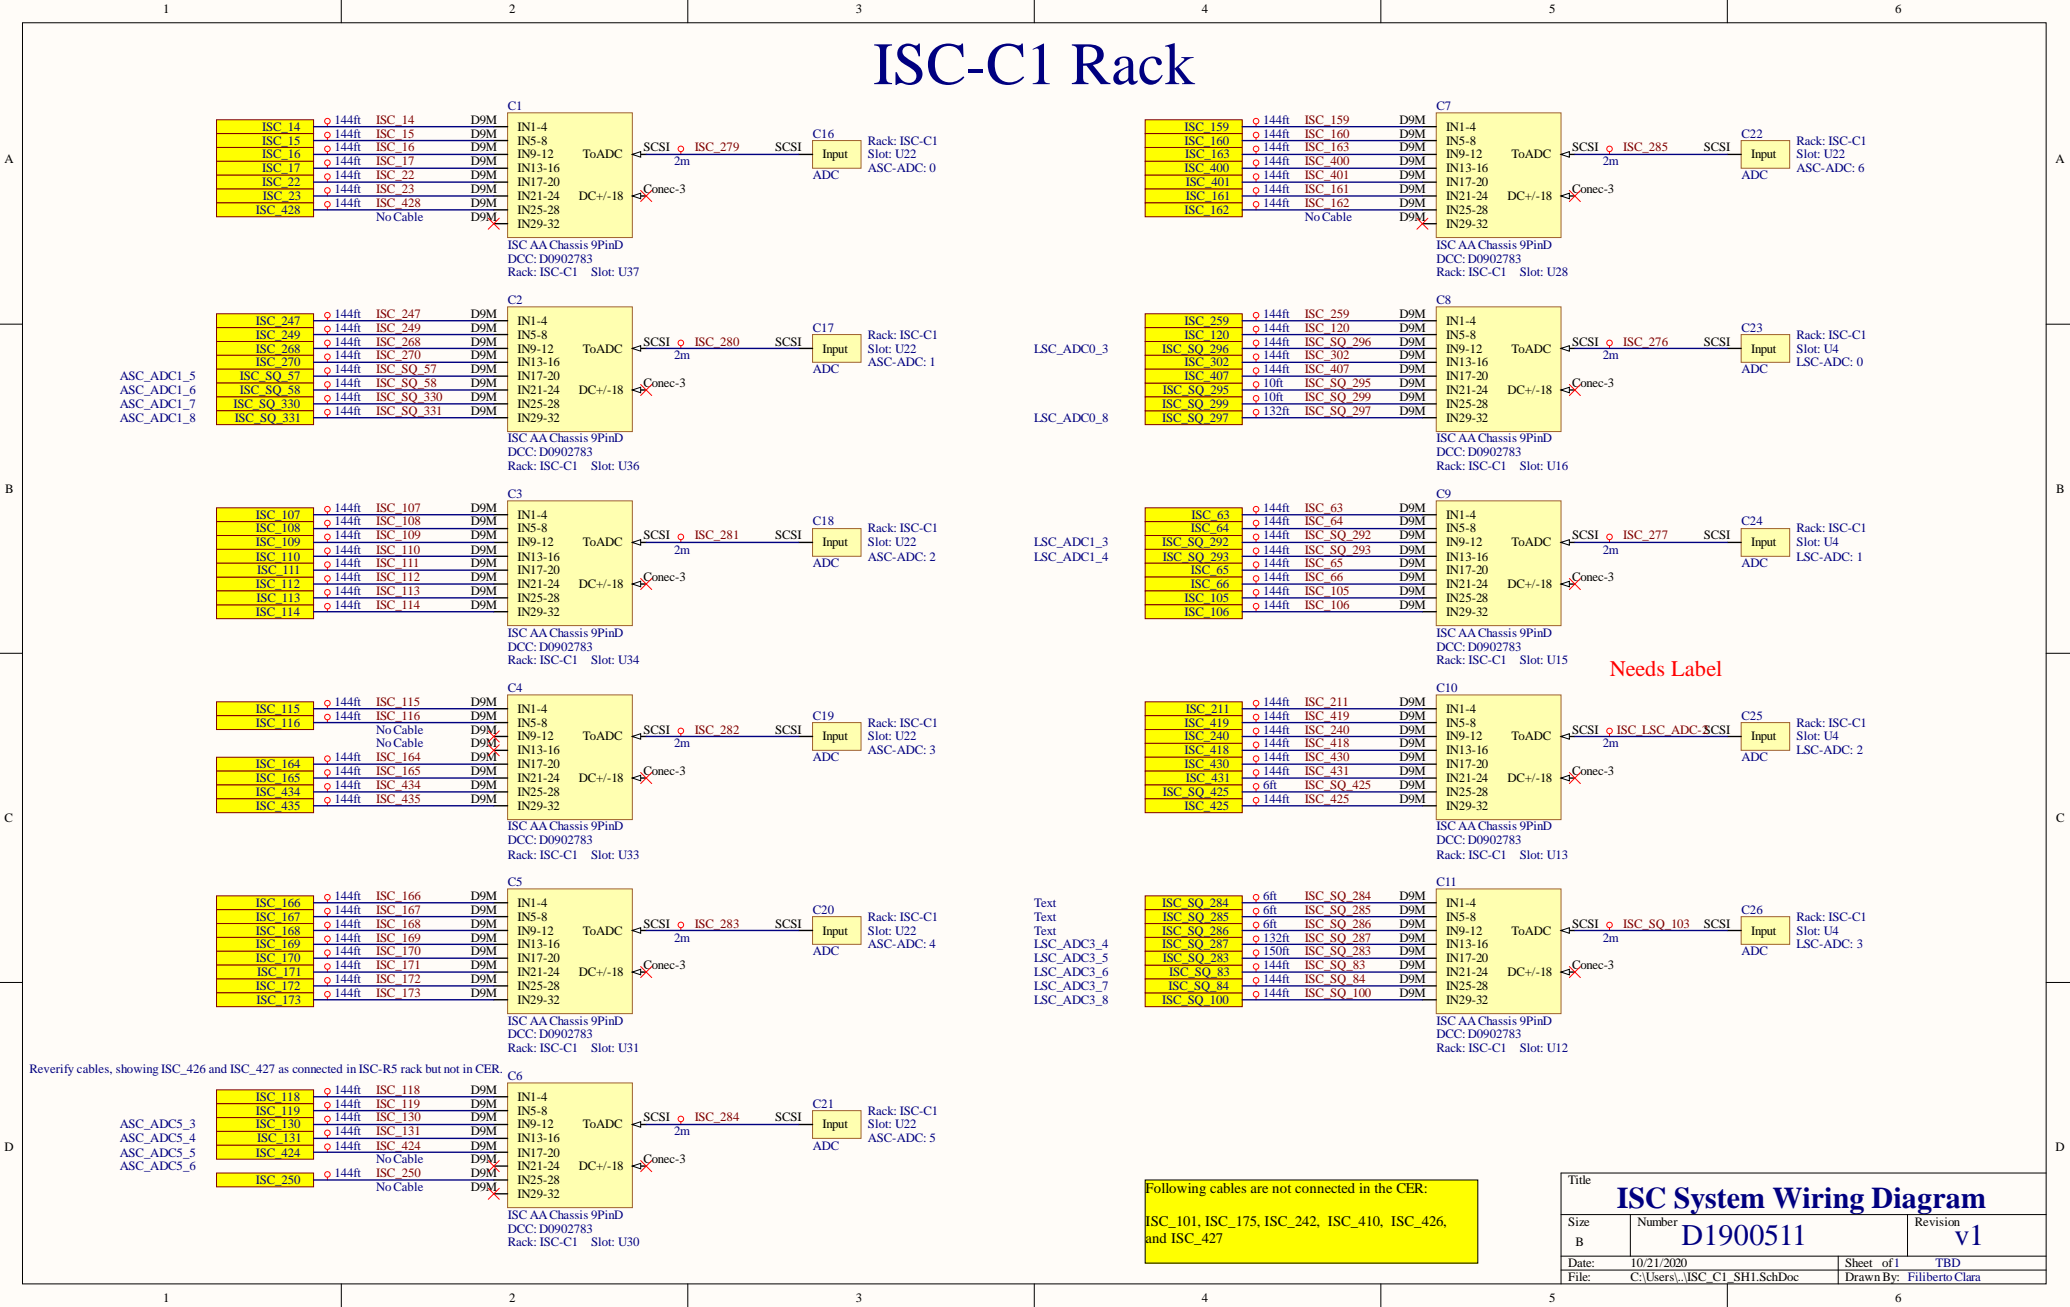 1 2 3 4 5 6
ISC-C1 Rack
A
C1
ISC_14 144ft ISC_14 D9M IN1-4
ISC_15 144ft ISC_15 D9M IN5-8
ISC_16 144ft ISC_16 D9M IN9-12 ToADC SCSI ISC_279 SCSI
ISC_17 144ft ISC_17 D9M IN13-16 2m
ISC_22 144ft ISC_22 D9M IN17-20
ISC_23 144ft ISC_23 D9M IN21-24 DC+/-18 Conec-3
ISC_428 144ft ISC_428 D9M IN25-28
No Cable D9M IN29-32
ISC AA Chassis 9PinD
DCC: D0902783
Rack: ISC-C1 Slot: U37
C16
Input
ADC
Rack: ISC-C1
Slot: U22
ASC-ADC: 0
C7
ISC_159 144ft ISC_159 D9M IN1-4
ISC_160 144ft ISC_160 D9M IN5-8
ISC_163 144ft ISC_163 D9M IN9-12 ToADC SCSI ISC_285 SCSI
ISC_400 144ft ISC_400 D9M IN13-16 2m
ISC_401 144ft ISC_401 D9M IN17-20
ISC_161 144ft ISC_161 D9M IN21-24 DC+/-18 Conec-3
ISC_162 144ft ISC_162 D9M IN25-28
No Cable D9M IN29-32
ISC AA Chassis 9PinD
DCC: D0902783
Rack: ISC-C1 Slot: U28
C22
Input
ADC
Rack: ISC-C1
Slot: U22
ASC-ADC: 6
A
C2
ISC_247 144ft ISC_247 D9M IN1-4
ISC_249 144ft ISC_249 D9M IN5-8
ISC_268 144ft ISC_268 D9M IN9-12 ToADC SCSI ISC_280 SCSI
ISC_270 144ft ISC_270 D9M IN13-16 2m
ASC_ADC1_5 ISC_SQ_57 144ft ISC_SQ_57 D9M IN17-20
ASC_ADC1_6 ISC_SQ_58 144ft ISC_SQ_58 D9M IN21-24 DC+/-18 Conec-3
ASC_ADC1_7 ISC_SQ_330 144ft ISC_SQ_330 D9M IN25-28
ASC_ADC1_8 ISC_SQ_331 144ft ISC_SQ_331 D9M IN29-32
ISC AA Chassis 9PinD
DCC: D0902783
Rack: ISC-C1 Slot: U36
C17
Input
ADC
Rack: ISC-C1
Slot: U22
ASC-ADC: 1
C8
ISC_259 144ft ISC_259 D9M IN1-4
ISC_120 144ft ISC_120 D9M IN5-8
LSC_ADC0_3 ISC_SQ_296 144ft ISC_SQ_296 D9M IN9-12 ToADC SCSI ISC_276 SCSI
ISC_302 144ft ISC_302 D9M IN13-16 2m
ISC_407 144ft ISC_407 D9M IN17-20
ISC_SQ_295 10ft ISC_SQ_295 D9M IN21-24 DC+/-18 Conec-3
ISC_SQ_299 10ft ISC_SQ_299 D9M IN25-28
LSC_ADC0_8 ISC_SQ_297 132ft ISC_SQ_297 D9M IN29-32
ISC AA Chassis 9PinD
DCC: D0902783
Rack: ISC-C1 Slot: U16
C23
Input
ADC
Rack: ISC-C1
Slot: U4
LSC-ADC: 0
B
C3
ISC_107 144ft ISC_107 D9M IN1-4
ISC_108 144ft ISC_108 D9M IN5-8
ISC_109 144ft ISC_109 D9M IN9-12 ToADC SCSI ISC_281 SCSI
ISC_110 144ft ISC_110 D9M IN13-16 2m
ISC_111 144ft ISC_111 D9M IN17-20
ISC_112 144ft ISC_112 D9M IN21-24 DC+/-18 Conec-3
ISC_113 144ft ISC_113 D9M IN25-28
ISC_114 144ft ISC_114 D9M IN29-32
ISC AA Chassis 9PinD
DCC: D0902783
Rack: ISC-C1 Slot: U34
C18
Input
ADC
Rack: ISC-C1
Slot: U22
ASC-ADC: 2
C9
ISC_63 144ft ISC_63 D9M IN1-4
ISC_64 144ft ISC_64 D9M IN5-8
LSC_ADC1_3 ISC_SQ_292 144ft ISC_SQ_292 D9M IN9-12 ToADC SCSI ISC_277 SCSI
LSC_ADC1_4 ISC_SQ_293 144ft ISC_SQ_293 D9M IN13-16 2m
ISC_65 144ft ISC_65 D9M IN17-20
ISC_66 144ft ISC_66 D9M IN21-24 DC+/-18 Conec-3
ISC_105 144ft ISC_105 D9M IN25-28
ISC_106 144ft ISC_106 D9M IN29-32
ISC AA Chassis 9PinD
DCC: D0902783
Rack: ISC-C1 Slot: U15
C24
Input
ADC
Rack: ISC-C1
Slot: U4
LSC-ADC: 1
B
C4
ISC_115 144ft ISC_115 D9M IN1-4
ISC_116 144ft ISC_116 D9M IN5-8
No Cable D9M IN9-12 ToADC SCSI ISC_282 SCSI
No Cable D9M IN13-16 2m
ISC_164 144ft ISC_164 D9M IN17-20
ISC_165 144ft ISC_165 D9M IN21-24 DC+/-18 Conec-3
ISC_434 144ft ISC_434 D9M IN25-28
ISC_435 144ft ISC_435 D9M IN29-32
ISC AA Chassis 9PinD
DCC: D0902783
Rack: ISC-C1 Slot: U33
C19
Input
ADC
Rack: ISC-C1
Slot: U22
ASC-ADC: 3
Needs Label
C10
ISC_211 144ft ISC_211 D9M IN1-4
ISC_419 144ft ISC_419 D9M IN5-8
ISC_240 144ft ISC_240 D9M IN9-12 ToADC SCSI ISC_LSC_ADC-2 SCSI
ISC_418 144ft ISC_418 D9M IN13-16 2m
ISC_430 144ft ISC_430 D9M IN17-20
ISC_431 144ft ISC_431 D9M IN21-24 DC+/-18 Conec-3
ISC_SQ_425 6ft ISC_SQ_425 D9M IN25-28
ISC_425 144ft ISC_425 D9M IN29-32
ISC AA Chassis 9PinD
DCC: D0902783
Rack: ISC-C1 Slot: U13
C25
Input
ADC
Rack: ISC-C1
Slot: U4
LSC-ADC: 2
C
C5
ISC_166 144ft ISC_166 D9M IN1-4
ISC_167 144ft ISC_167 D9M IN5-8
ISC_168 144ft ISC_168 D9M IN9-12 ToADC SCSI ISC_283 SCSI
ISC_169 144ft ISC_169 D9M IN13-16 2m
ISC_170 144ft ISC_170 D9M IN17-20
ISC_171 144ft ISC_171 D9M IN21-24 DC+/-18 Conec-3
ISC_172 144ft ISC_172 D9M IN25-28
ISC_173 144ft ISC_173 D9M IN29-32
ISC AA Chassis 9PinD
DCC: D0902783
Rack: ISC-C1 Slot: U31
C20
Input
ADC
Rack: ISC-C1
Slot: U22
ASC-ADC: 4
C11
Text ISC_SQ_284 6ft ISC_SQ_284 D9M IN1-4
Text ISC_SQ_285 6ft ISC_SQ_285 D9M IN5-8
Text ISC_SQ_286 6ft ISC_SQ_286 D9M IN9-12 ToADC SCSI ISC_SQ_103 SCSI
LSC_ADC3_4 ISC_SQ_287 132ft ISC_SQ_287 D9M IN13-16 2m
LSC_ADC3_5 ISC_SQ_283 150ft ISC_SQ_283 D9M IN17-20
LSC_ADC3_6 ISC_SQ_83 144ft ISC_SQ_83 D9M IN21-24 DC+/-18 Conec-3
LSC_ADC3_7 ISC_SQ_84 144ft ISC_SQ_84 D9M IN25-28
LSC_ADC3_8 ISC_SQ_100 144ft ISC_SQ_100 D9M IN29-32
ISC AA Chassis 9PinD
DCC: D0902783
Rack: ISC-C1 Slot: U12
C26
Input
ADC
Rack: ISC-C1
Slot: U4
LSC-ADC: 3
C
Reverify cables, showing ISC_426 and ISC_427 as connected in ISC-R5 rack but not in CER.
D
C6
ISC_118 144ft ISC_118 D9M IN1-4
ISC_119 144ft ISC_119 D9M IN5-8
ASC_ADC5_3 ISC_130 144ft ISC_130 D9M IN9-12 ToADC SCSI ISC_284 SCSI
ASC_ADC5_4 ISC_131 144ft ISC_131 D9M IN13-16 2m
ASC_ADC5_5 ISC_424 144ft ISC_424 D9M IN17-20
ASC_ADC5_6 No Cable D9M IN21-24 DC+/-18 Conec-3
ISC_250 144ft ISC_250 D9M IN25-28
No Cable D9M IN29-32
ISC AA Chassis 9PinD
DCC: D0902783
Rack: ISC-C1 Slot: U30
C21
Input
ADC
Rack: ISC-C1
Slot: U22
ASC-ADC: 5
D
Following cables are not connected in the CER:
ISC_101, ISC_175, ISC_242, ISC_410, ISC_426,
and ISC_427
Title
ISC System Wiring Diagram
Size B Number D1900511 Revision v1
Date: 10/21/2020 Sheet of1 TBD
File: C:\Users\..\ISC_C1_SH1.SchDoc Drawn By: Filiberto Clara
1 2 3 4 5 6